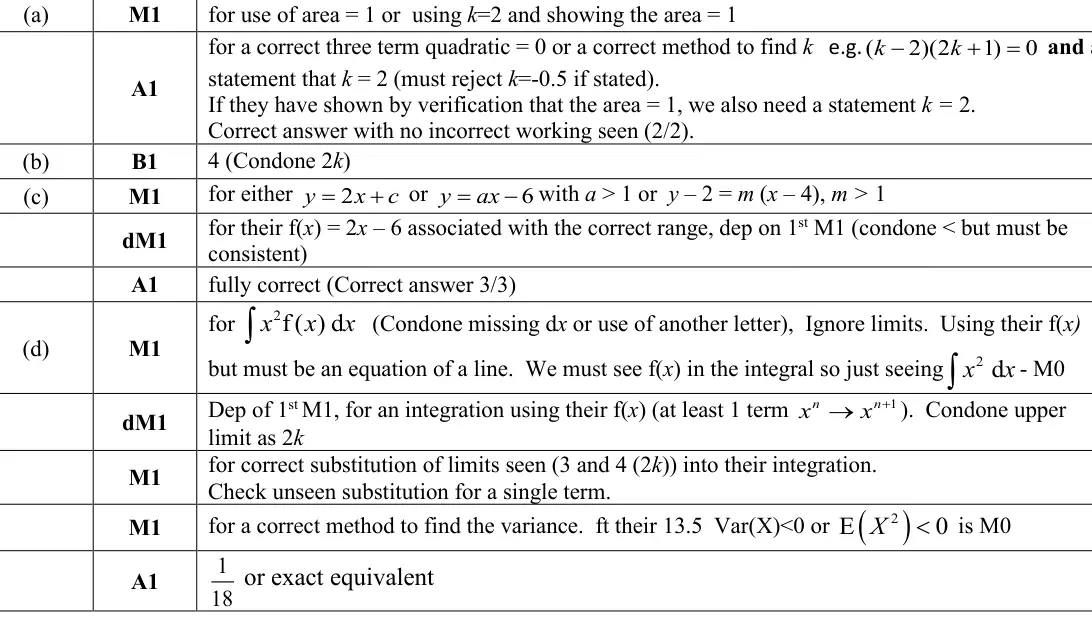 (a) M1 for use of area = 1 or using k=2 and showing the area = 1
for a correct three term quadratic = 0 or a correct method to find k e.g. (k − 2)(2k + 1) = 0 and
A1 statement that k = 2 (must reject k=-0.5 if stated).
If they have shown by verification that the area = 1, we also need a statement k = 2.
Correct answer with no incorrect working seen (2/2).
(b) B1 4 (Condone 2k)
(c) M1 for either y = 2x + c or y = ax − 6 with a > 1 or y – 2 = m (x – 4), m > 1
dM1 for their f(x) = 2x – 6 associated with the correct range, dep on 1st M1 (condone < but must be
consistent)
A1 fully correct (Correct answer 3/3)
(d) M1 for ∫x²f(x) dx (Condone missing dx or use of another letter), Ignore limits. Using their f(x)
but must be an equation of a line. We must see f(x) in the integral so just seeing ∫x² dx - M0
dM1 Dep of 1st M1, for an integration using their f(x) (at least 1 term xⁿ → xⁿ⁺¹ ). Condone upper
limit as 2k
M1 for correct substitution of limits seen (3 and 4 (2k)) into their integration.
Check unseen substitution for a single term.
M1 for a correct method to find the variance. ft their 13.5 Var(X)<0 or E(X²) < 0 is M0
A1 1/18 or exact equivalent